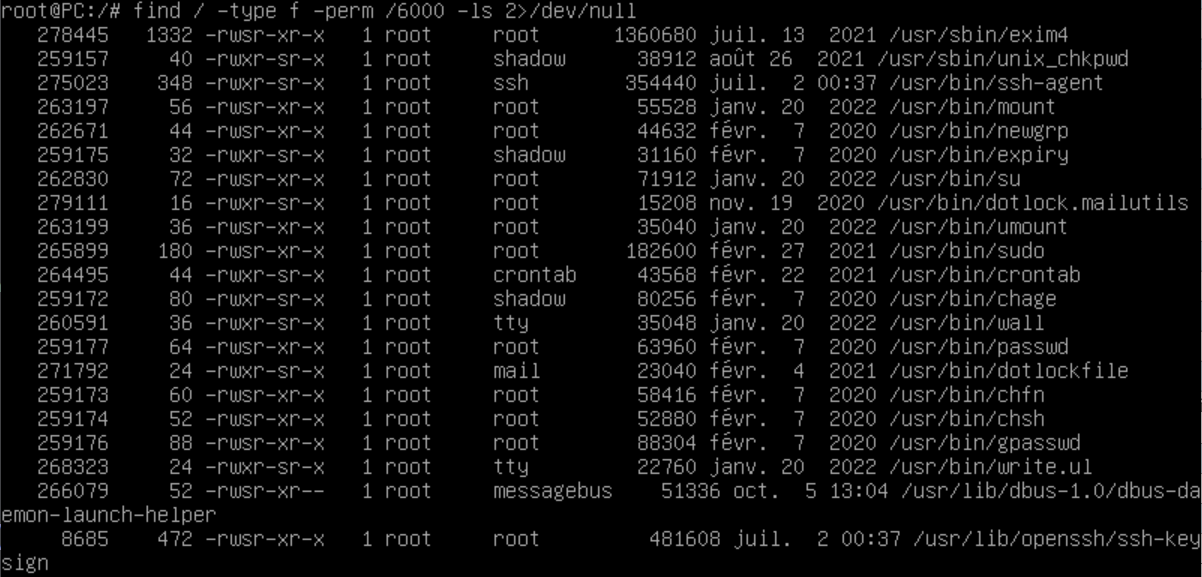 root@PC:/# find / -type f -perm /6000 -ls 2>/dev/null
278445 1332 -rwsr-xr-x 1 root root 1360680 juil. 13 2021 /usr/sbin/exim4
259157 40 -rwxr-sr-x 1 root shadow 38912 août 26 2021 /usr/sbin/unix_chkpwd
275023 348 -rwxr-sr-x 1 root ssh 354440 juil. 2 00:37 /usr/bin/ssh-agent
263197 56 -rwsr-xr-x 1 root root 55528 janv. 20 2022 /usr/bin/mount
262671 44 -rwsr-xr-x 1 root root 44632 févr. 7 2020 /usr/bin/newgrp
259175 32 -rwxr-sr-x 1 root shadow 31160 févr. 7 2020 /usr/bin/expiry
262830 72 -rwsr-xr-x 1 root root 71912 janv. 20 2022 /usr/bin/su
279111 16 -rwsr-sr-x 1 root root 15208 nov. 19 2020 /usr/bin/dotlock.mailutils
263199 36 -rwsr-xr-x 1 root root 35040 janv. 20 2022 /usr/bin/umount
265899 180 -rwsr-xr-x 1 root root 182600 févr. 27 2021 /usr/bin/sudo
264495 44 -rwxr-sr-x 1 root crontab 43568 févr. 22 2021 /usr/bin/crontab
259172 80 -rwxr-sr-x 1 root shadow 80256 févr. 7 2020 /usr/bin/chage
260591 36 -rwxr-sr-x 1 root tty 35048 janv. 20 2022 /usr/bin/wall
259177 64 -rwsr-xr-x 1 root root 63960 févr. 7 2020 /usr/bin/passwd
271792 24 -rwxr-sr-x 1 root mail 23040 févr. 4 2021 /usr/bin/dotlockfile
259173 60 -rwsr-xr-x 1 root root 58416 févr. 7 2020 /usr/bin/chfn
259174 52 -rwsr-xr-x 1 root root 52880 févr. 7 2020 /usr/bin/chsh
259176 88 -rwsr-xr-x 1 root root 88304 févr. 7 2020 /usr/bin/gpasswd
268323 24 -rwxr-sr-x 1 root tty 22760 janv. 20 2022 /usr/bin/write.ul
266079 52 -rwsr-xr-- 1 root messagebus 51336 oct. 5 13:04 /usr/lib/dbus-1.0/dbus-da
emon-launch-helper
8685 472 -rwsr-xr-x 1 root root 481608 juil. 2 00:37 /usr/lib/openssh/ssh-key
sign